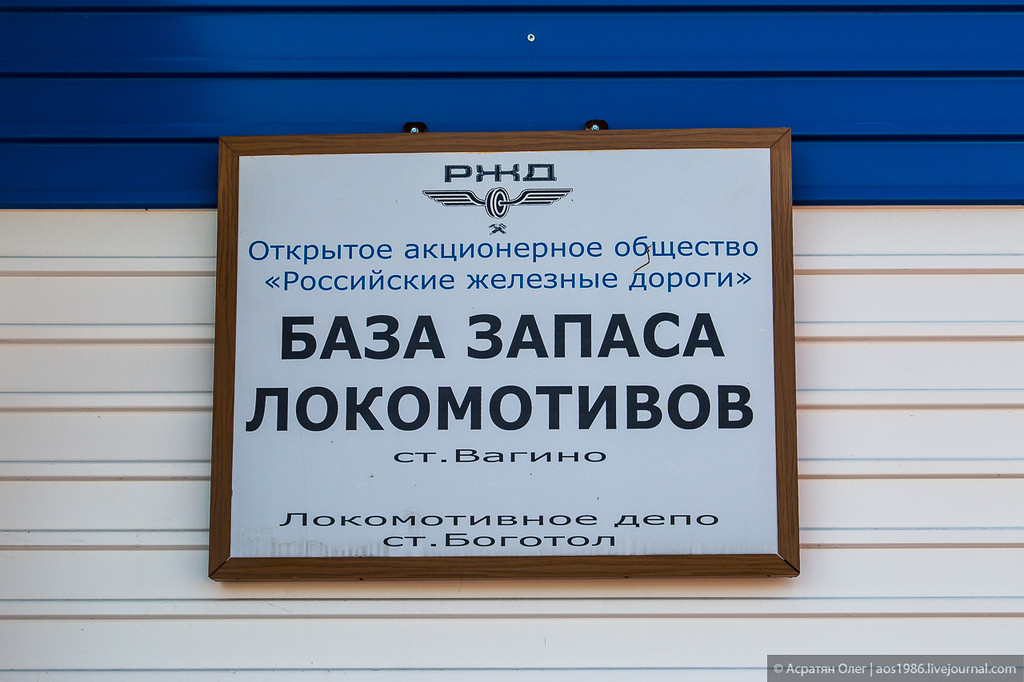 РЖД
Открытое акционерное общество
«Российские железные дороги»
БАЗА ЗАПАСА
ЛОКОМОТИВОВ
ст.Вагино
Локомотивное депо
ст.Боготол
© Асратян Олег | aos1986.livejournal.com